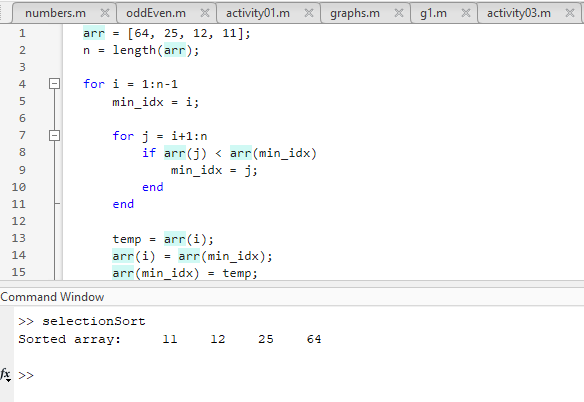 numbers.m oddEven.m activity01.m graphs.m g1.m activity03.m
1 arr = [64, 25, 12, 11];
2 n = length(arr);
3
4 for i = 1:n-1
5 min_idx = i;
6
7 for j = i+1:n
8 if arr(j) < arr(min_idx)
9 min_idx = j;
10 end
11 end
12
13 temp = arr(i);
14 arr(i) = arr(min_idx);
15 arr(min_idx) = temp;
Command Window
>> selectionSort
Sorted array: 11 12 25 64
fx >>